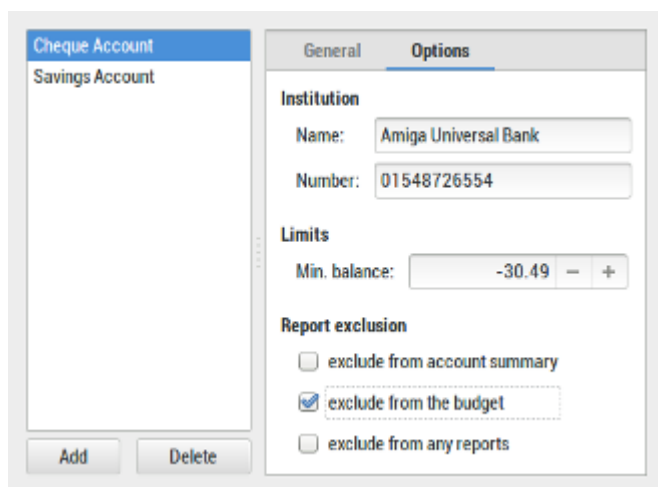 Cheque Account
Savings Account
Add Delete
General Options
Institution
Name: Amiga Universal Bank
Number: 01548726554
Limits
Min. balance: -30.49 − +
Report exclusion
exclude from account summary
exclude from the budget
exclude from any reports